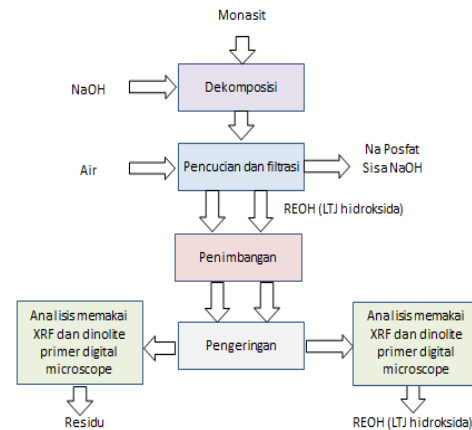 Monasit
NaOH
Dekomposisi
Air
Pencucian dan filtrasi
Na Posfat
Sisa NaOH
REOH (LTJ hidroksida)
Penimbangan
Analisis memakai
XRF dan dinolite
primer digital
microscope
Pengeringan
Analisis memakai
XRF dan dinolite
primer digital
microscope
Residu
REOH (LTJ hidroksida)